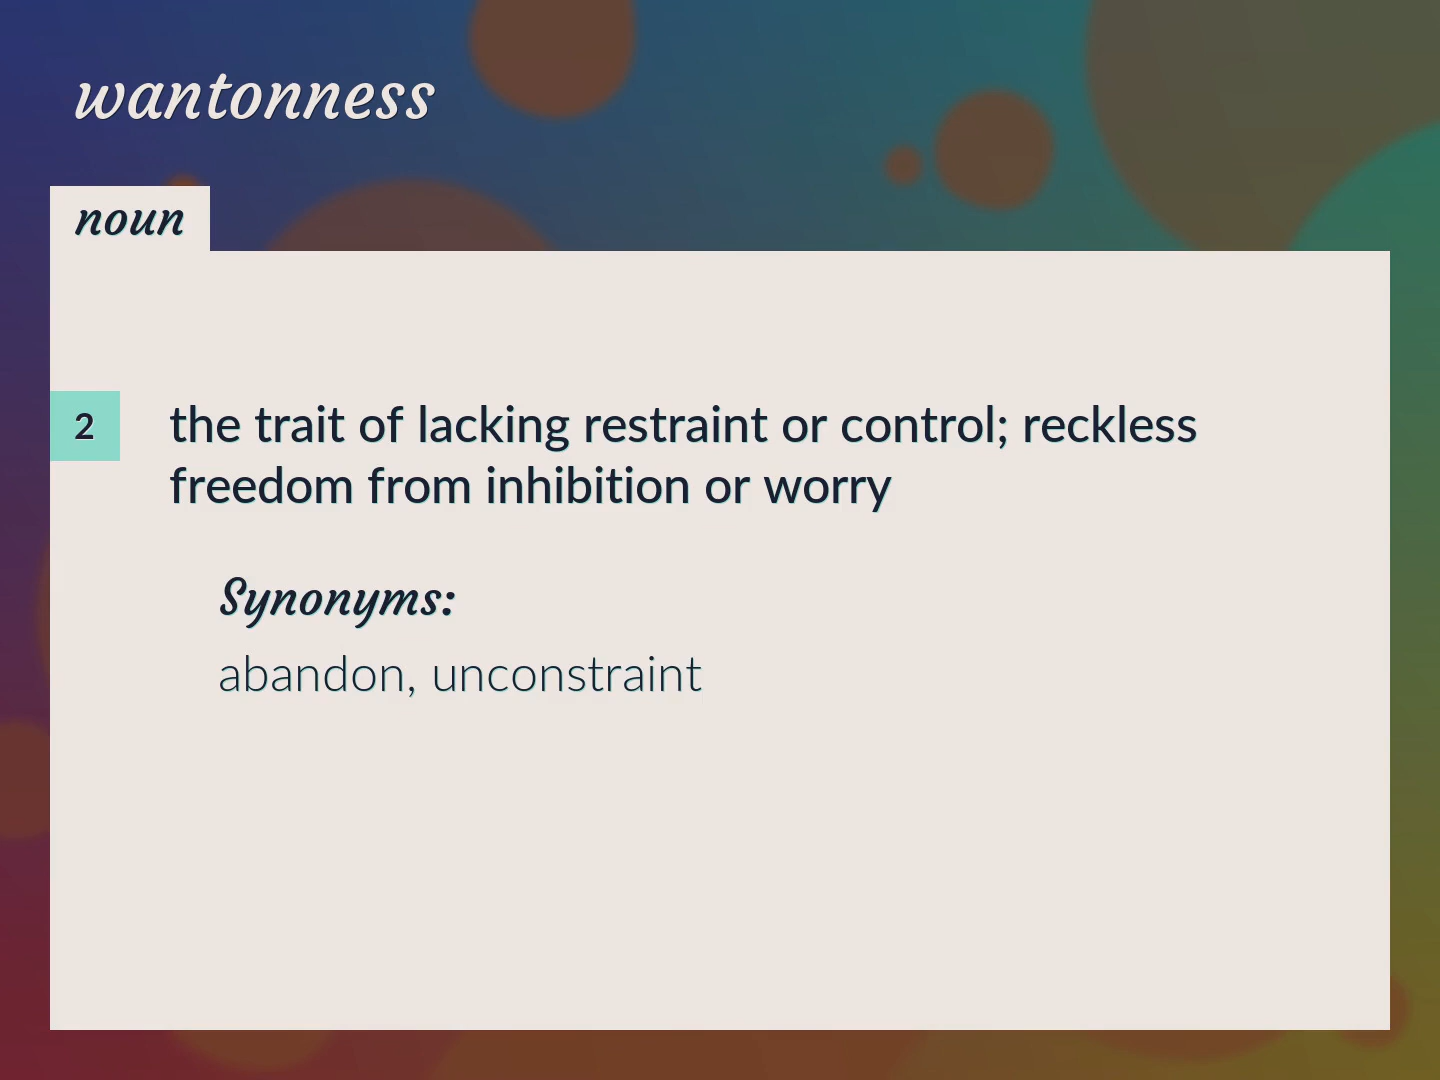 wantonness
noun
2
the trait of lacking restraint or control; reckless
freedom from inhibition or worry
Synonyms:
abandon, unconstraint